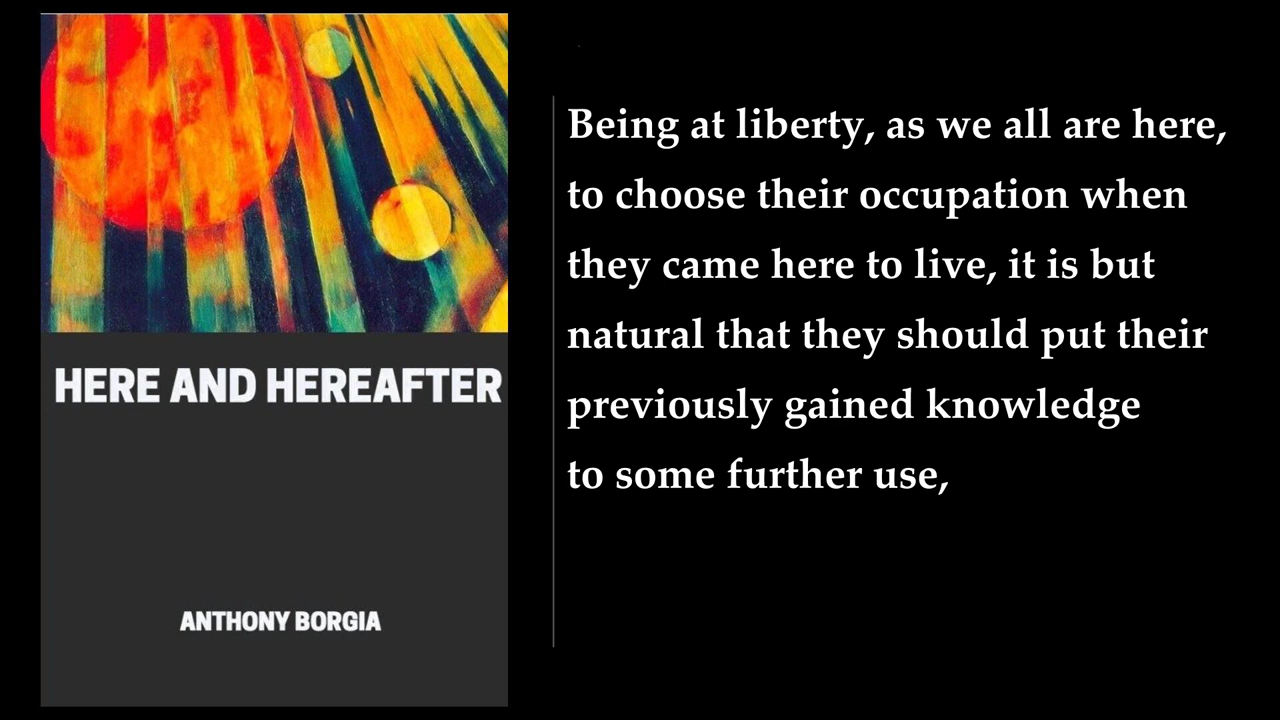 HERE AND HEREAFTER
ANTHONY BORGIA
Being at liberty, as we all are here,
to choose their occupation when
they came here to live, it is but
natural that they should put their
previously gained knowledge
to some further use,